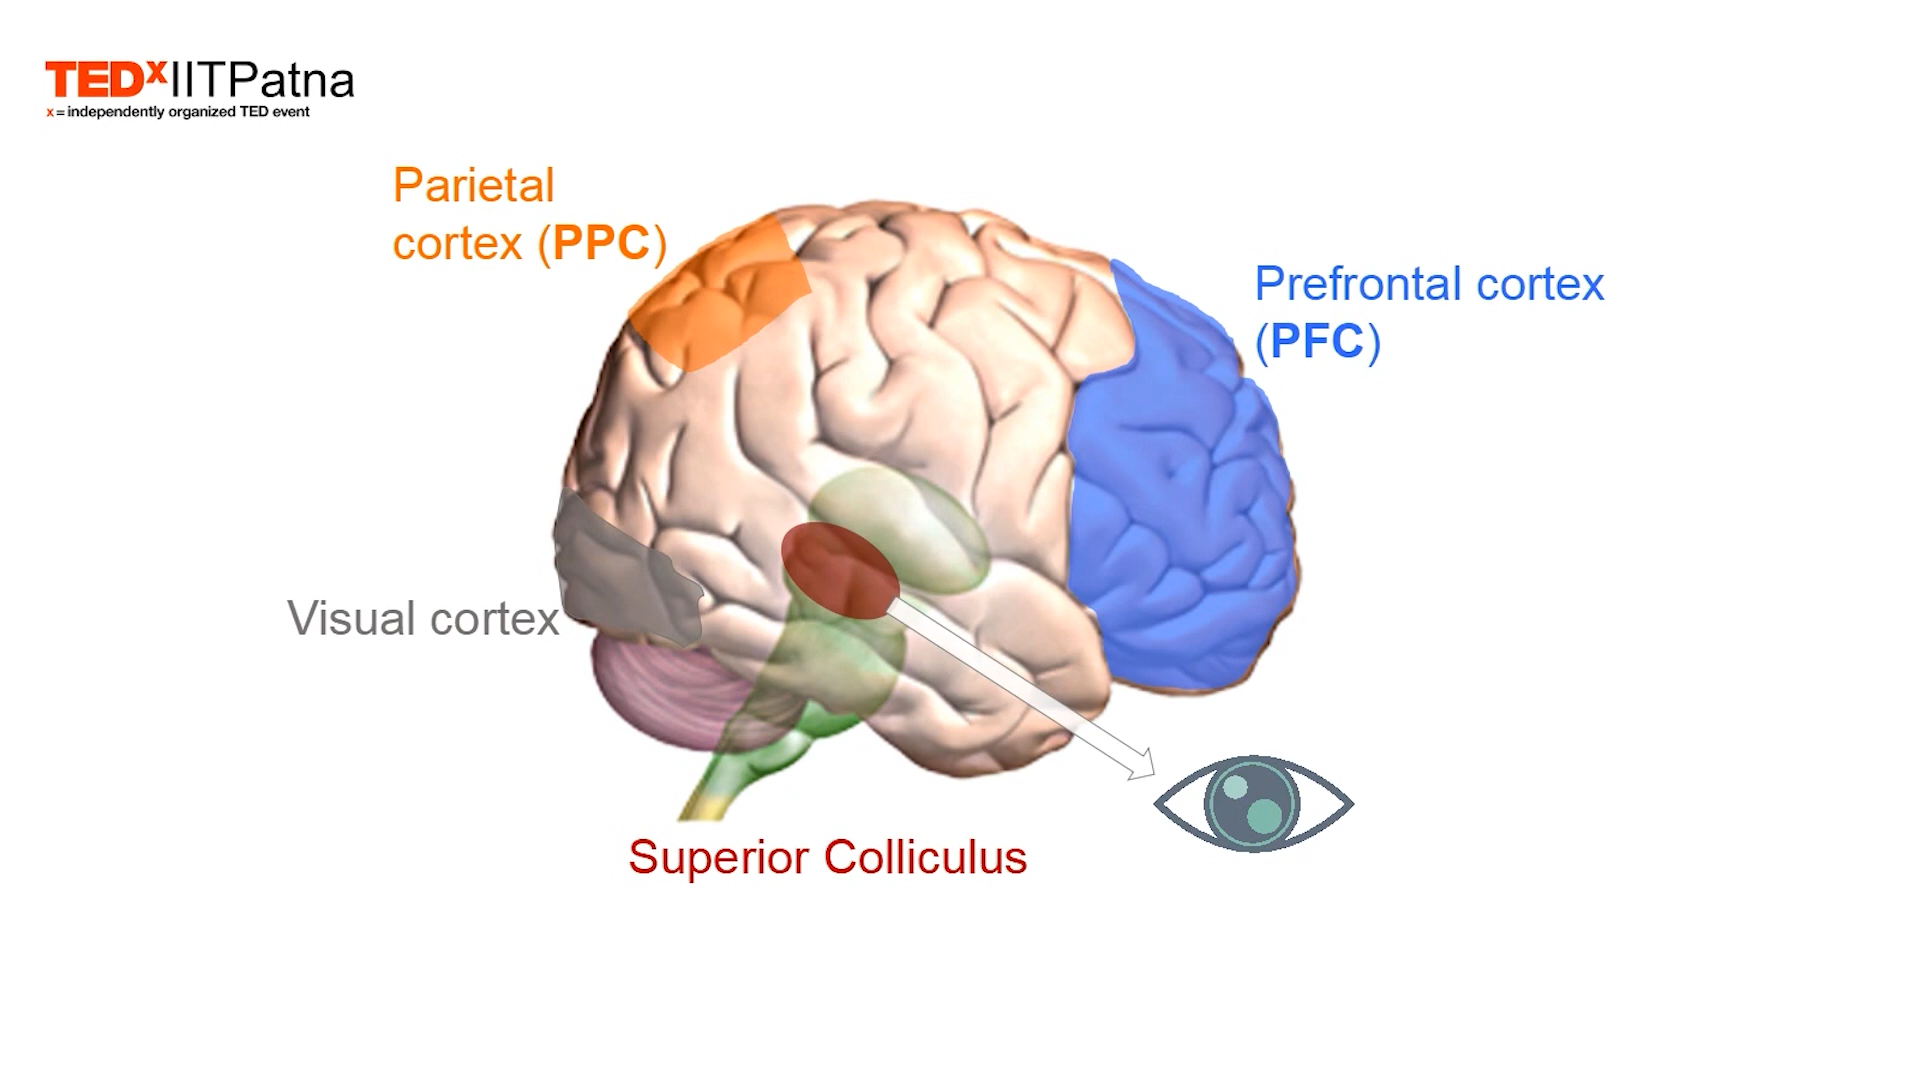 TEDxIITPatna
x = independently organized TED event
Parietal
cortex (PPC)
Prefrontal cortex
(PFC)
Visual cortex
Superior Colliculus